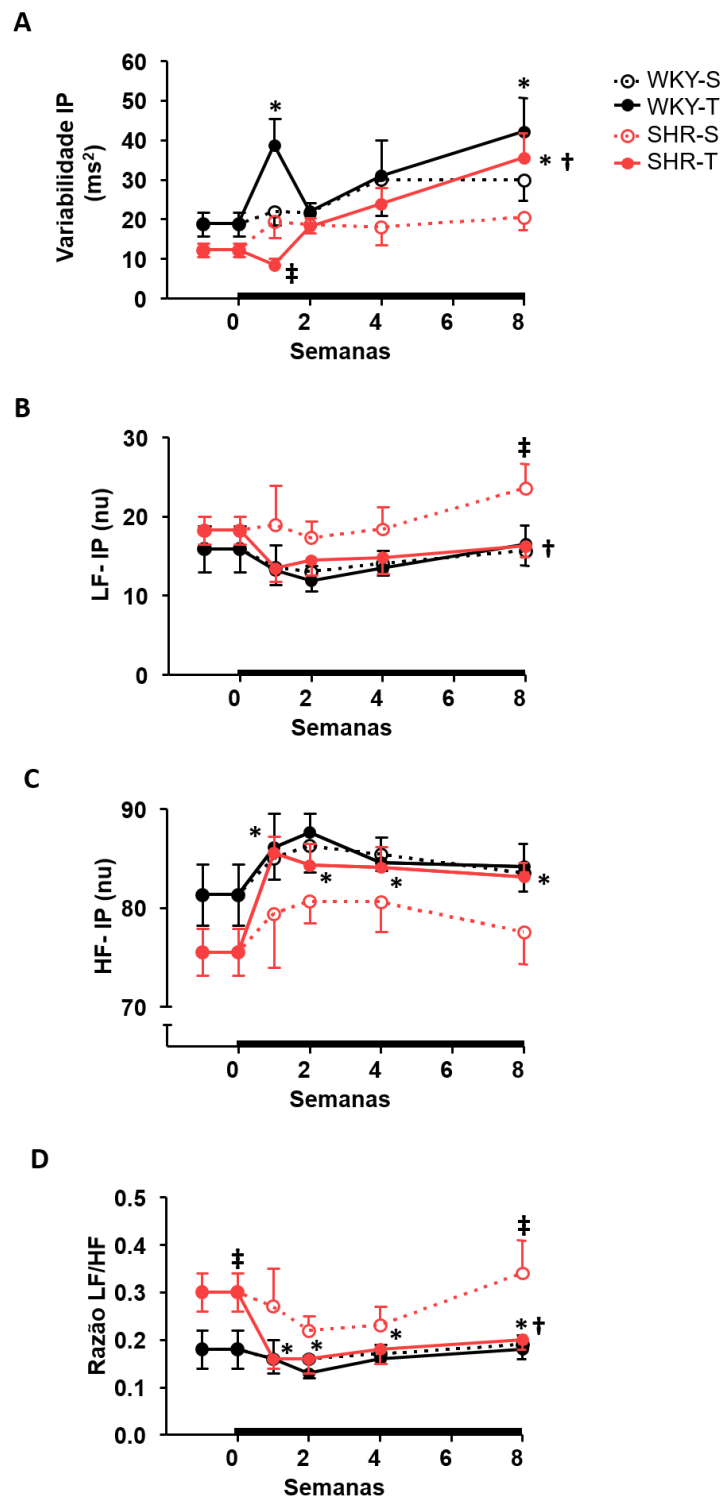 A
Variabilidade IP
(ms²)
60
50
40
30
20
10
0
*
‡
*
* †
WKY-S
WKY-T
SHR-S
SHR-T
0 2 4 6 8
Semanas
B
LF- IP (nu)
30
20
10
0
‡
†
0 2 4 6 8
Semanas
C
HF- IP (nu)
90
80
70
*
*
*
*
0 2 4 6 8
Semanas
D
Razão LF/HF
0.5
0.4
0.3
0.2
0.1
0.0
‡
*
*
*
‡
* †
0 2 4 6 8
Semanas